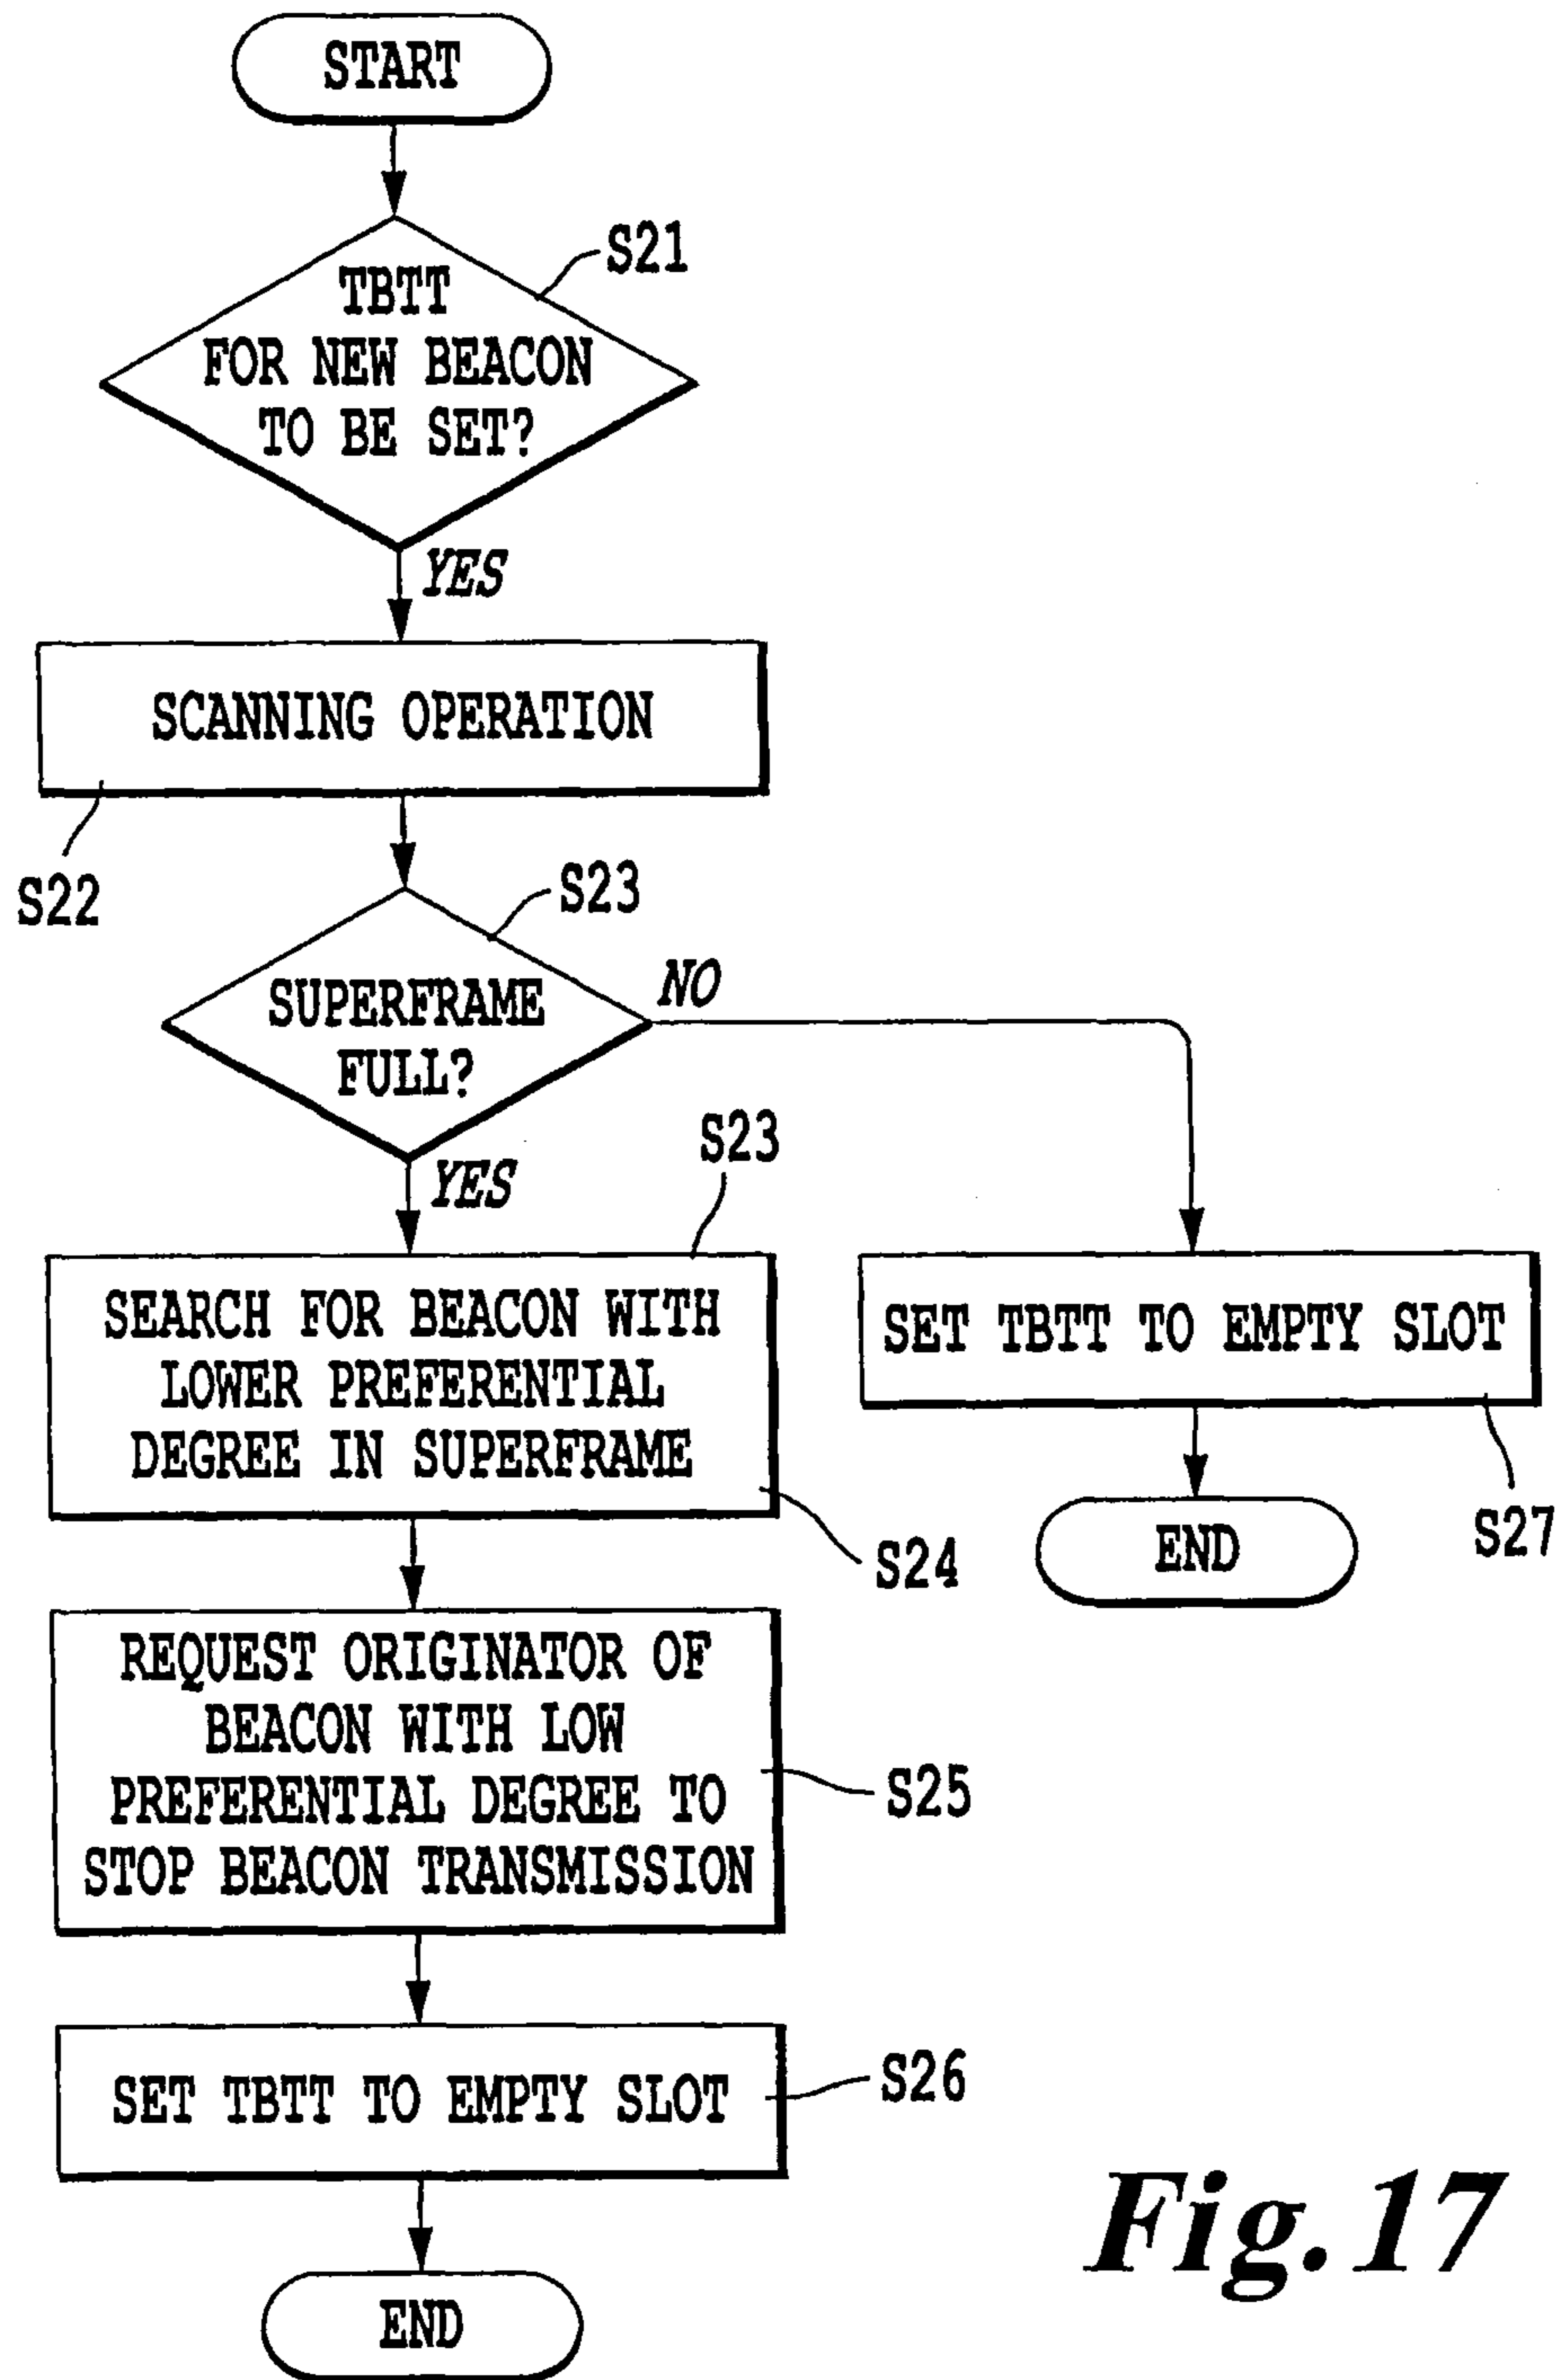 START
S21
TBTT
FOR NEW BEACON
TO BE SET?
YES
SCANNING OPERATION
S22
S23
SUPERFRAME
FULL?
NO
YES
S23
SEARCH FOR BEACON WITH
LOWER PREFERENTIAL
DEGREE IN SUPERFRAME
S24
SET TBTT TO EMPTY SLOT
S27
END
REQUEST ORIGINATOR OF
BEACON WITH LOW
PREFERENTIAL DEGREE TO
STOP BEACON TRANSMISSION
S25
SET TBTT TO EMPTY SLOT
S26
END
Fig.17